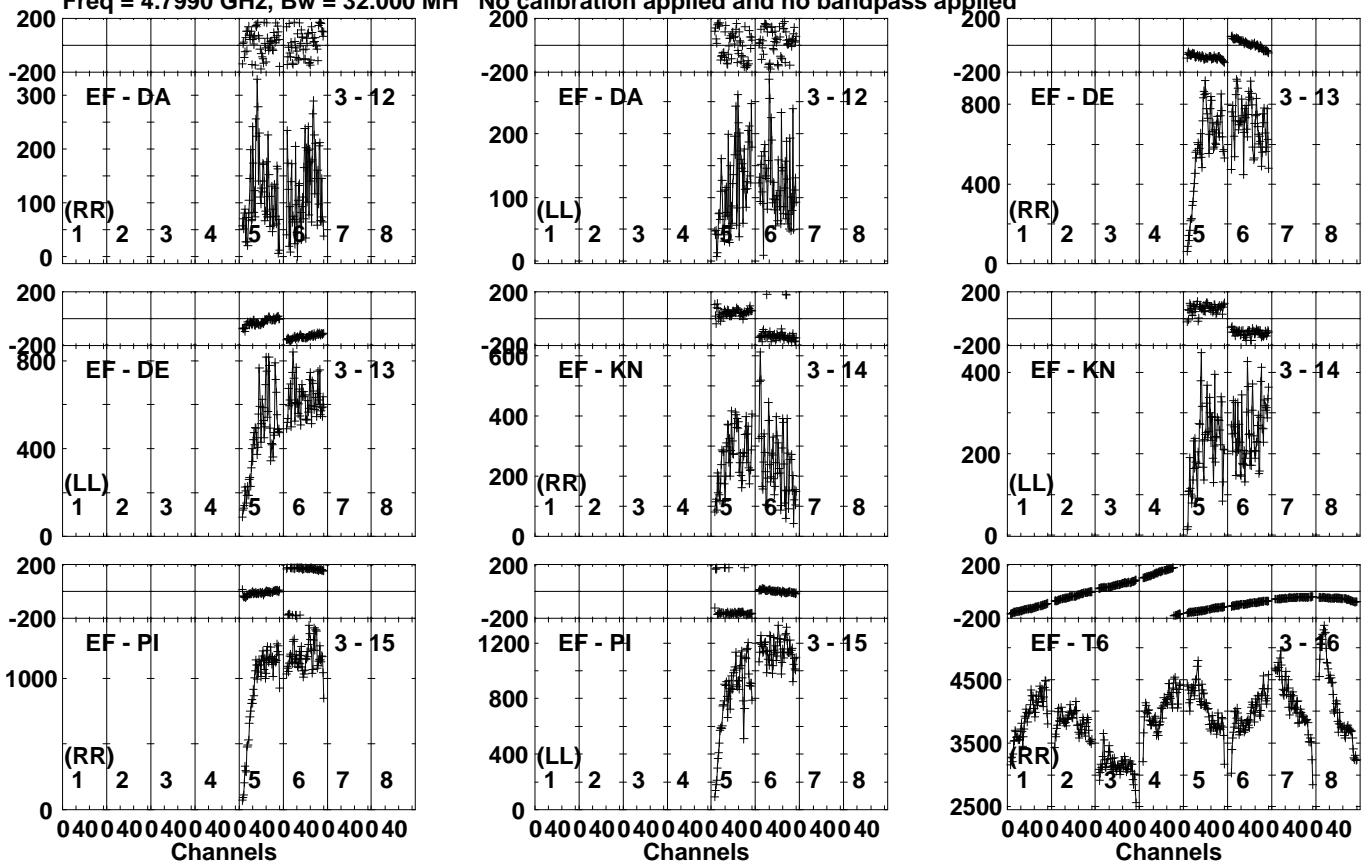 Freq = 4.7990 GHz, Bw = 32.000 MH No calibration applied and no bandpass applied
200
-200
EF - DA 3 - 12
300
200
100
0
(RR)
1 2 3 4 5 6 7 8
200
-200
EF - DA 3 - 12
200
100
0
(LL)
1 2 3 4 5 6 7 8
200
-200
EF - DE 3 - 13
800
400
0
(RR)
1 2 3 4 5 6 7 8
200
-200
EF - DE 3 - 13
800
400
0
(LL)
1 2 3 4 5 6 7 8
200
-200
EF - KN 3 - 14
600
400
200
0
(RR)
1 2 3 4 5 6 7 8
200
-200
EF - KN 3 - 14
400
200
0
(LL)
1 2 3 4 5 6 7 8
200
-200
EF - PI 3 - 15
1000
0
(RR)
1 2 3 4 5 6 7 8
0 40 0 40 0 40 0 40 0 40 0 40 0 40 0 40
Channels
200
-200
EF - PI 3 - 15
1200
800
400
0
(LL)
1 2 3 4 5 6 7 8
0 40 0 40 0 40 0 40 0 40 0 40 0 40 0 40
Channels
200
-200
EF - T6 3 - 16
4500
3500
2500
(RR)
1 2 3 4 5 6 7 8
0 40 0 40 0 40 0 40 0 40 0 40 0 40 0 40
Channels